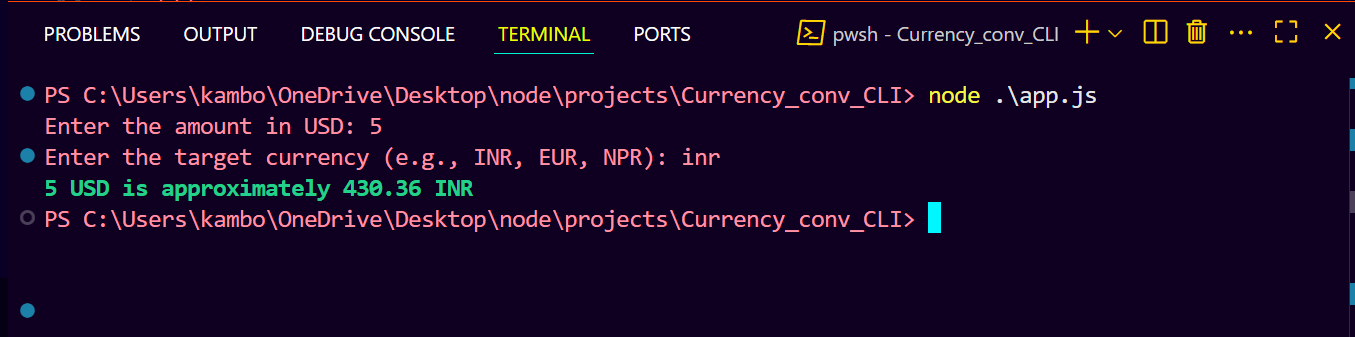 PROBLEMS OUTPUT DEBUG CONSOLE TERMINAL PORTS pwsh - Currency_conv_CLI
PS C:\Users\kambo\OneDrive\Desktop\node\projects\Currency_conv_CLI> node .\app.js
Enter the amount in USD: 5
Enter the target currency (e.g., INR, EUR, NPR): inr
5 USD is approximately 430.36 INR
PS C:\Users\kambo\OneDrive\Desktop\node\projects\Currency_conv_CLI>